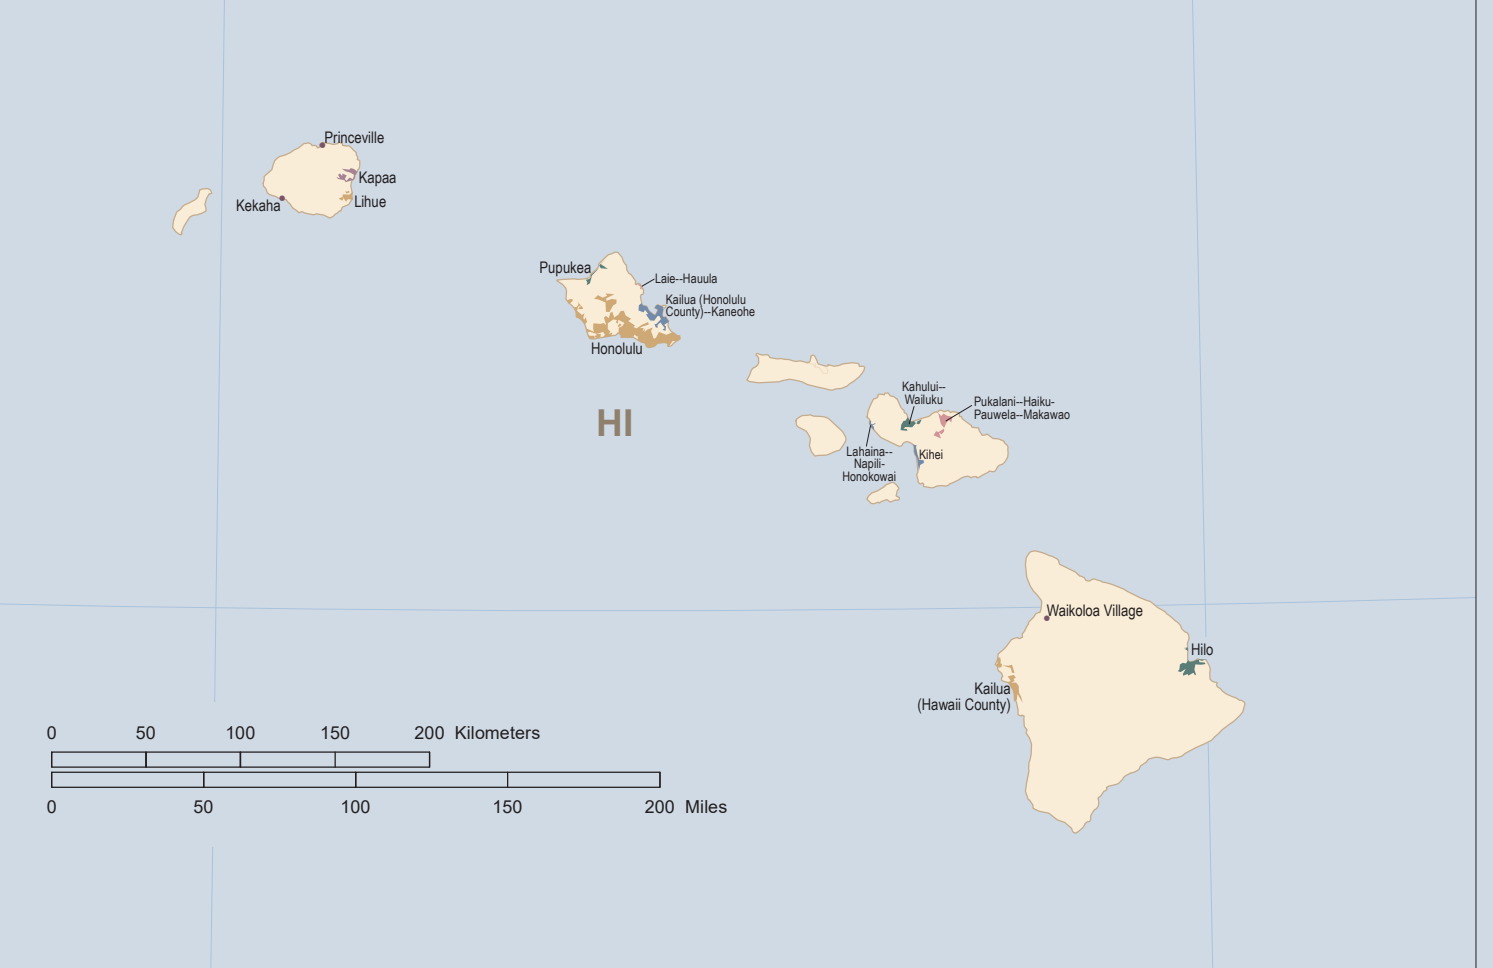 Princeville
Kapaa
Lihue
Kekaha
Pupukea
Laie--Hauula
Kailua (Honolulu
County)--Kaneohe
Honolulu
HI
Kahului--
Wailuku
Pukalani--Haiku-
Pauwela--Makawao
Lahaina--
Napili-
Honokowai
Kihei
Waikoloa Village
Hilo
Kailua
(Hawaii County)
0 50 100 150 200 Kilometers
0 50 100 150 200 Miles